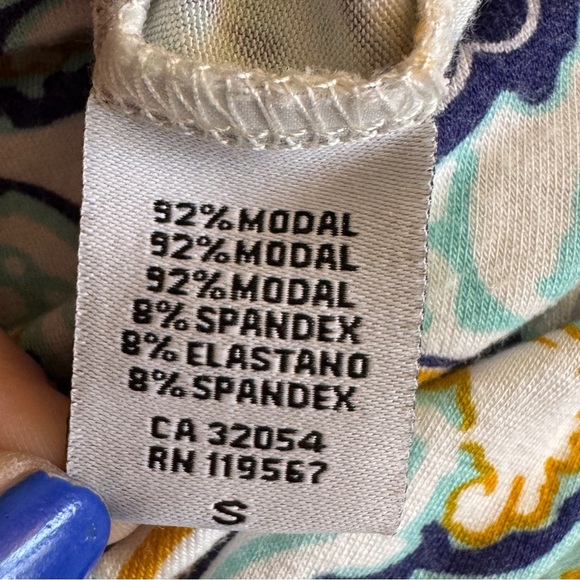 92% MODAL
92% MODAL
92% MODAL
8% SPANDEX
8% ELASTANO
8% SPANDEX
CA 32054
RN 119567
S